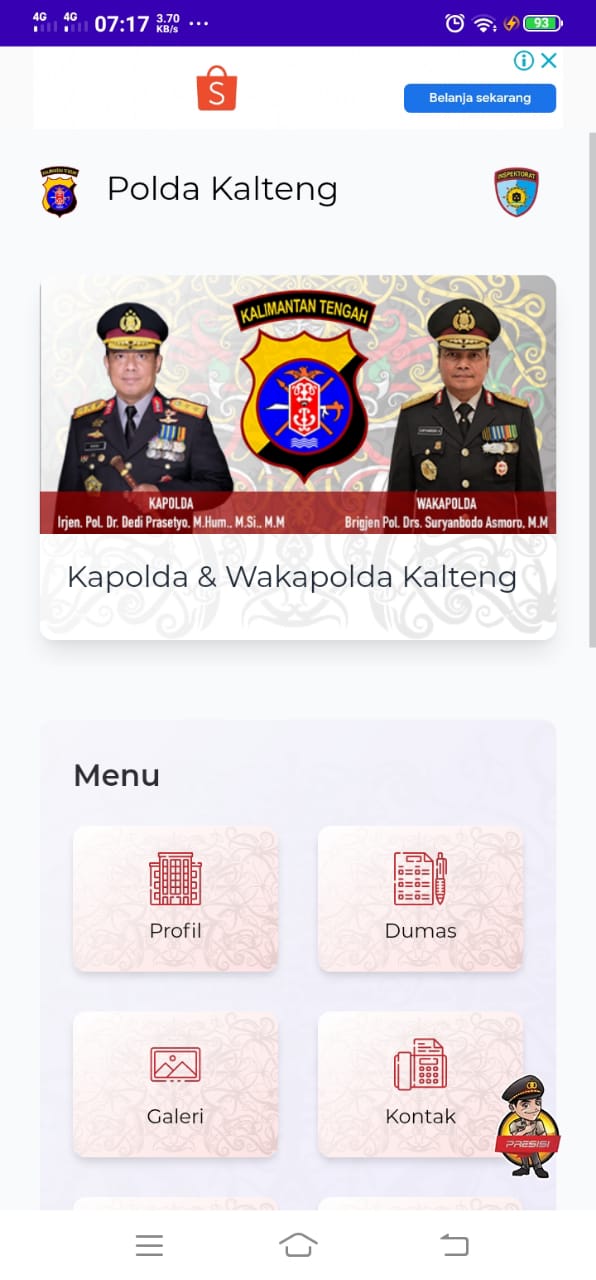 4G 4G 07:17 3.70 KB/s ... 93
S
Belanja sekarang
KALIMANTAN TENGAH
Polda Kalteng
INSPEKTORAT
KALIMANTAN TENGAH
KAPOLDA
Irjen. Pol. Dr. Dedi Prasetyo, M.Hum., M.Si., M.M
WAKAPOLDA
Brigjen Pol. Drs. Suryanbodo Asmoro, M.M
Kapolda & Wakapolda Kalteng
Menu
Profil
Dumas
Galeri
Kontak
PRESISI